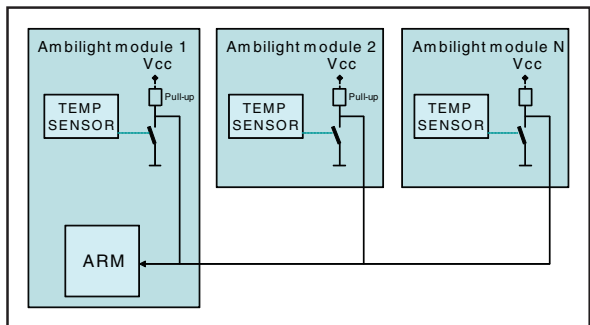 Ambilight module 1
Vcc
Pull-up
TEMP
SENSOR
ARM
Ambilight module 2
Vcc
Pull-up
TEMP
SENSOR
Ambilight module N
Vcc
TEMP
SENSOR